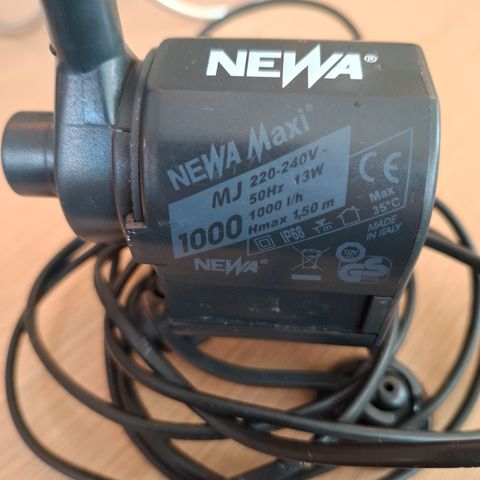 NEWA®
NEWA Maxi®
MJ 1000
220-240V~
50Hz 13W
1000 l/h
Hmax 1,50 m
IP68
CE
Max
35°C
MADE
IN ITALY
NEWA®
GS